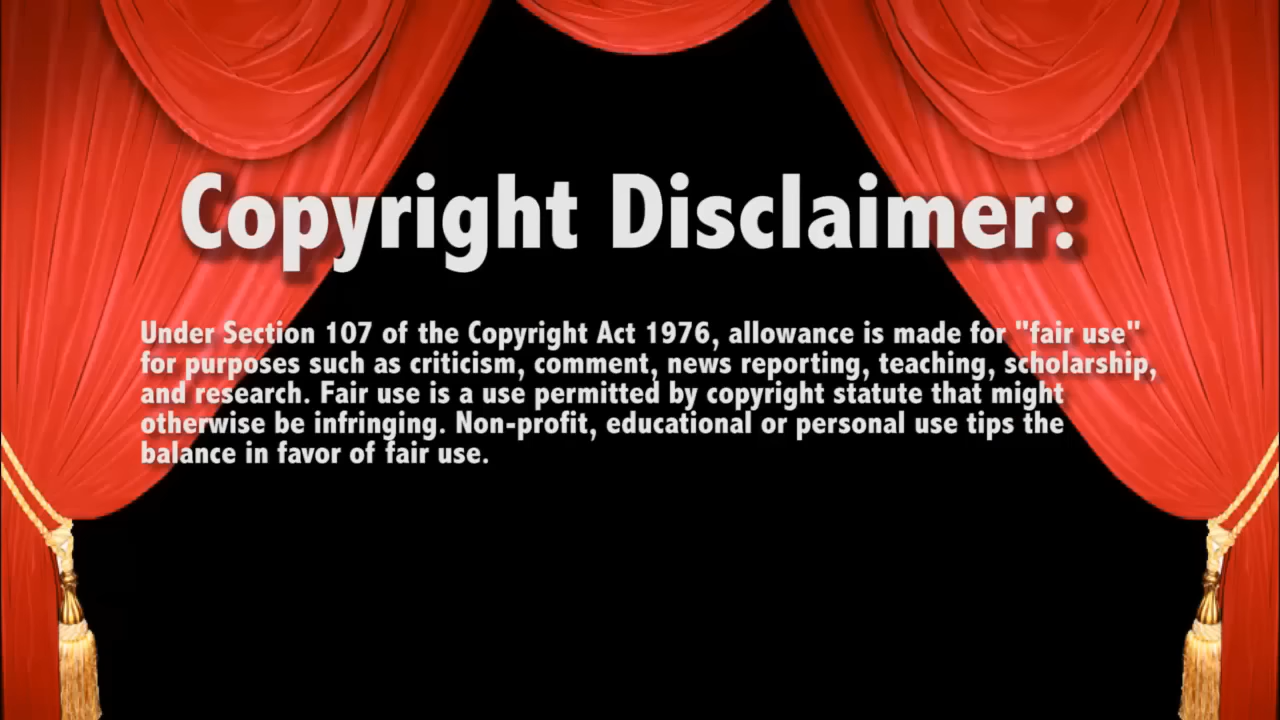 Copyright Disclaimer:
Under Section 107 of the Copyright Act 1976, allowance is made for "fair use"
for purposes such as criticism, comment, news reporting, teaching, scholarship,
and research. Fair use is a use permitted by copyright statute that might
otherwise be infringing. Non-profit, educational or personal use tips the
balance in favor of fair use.